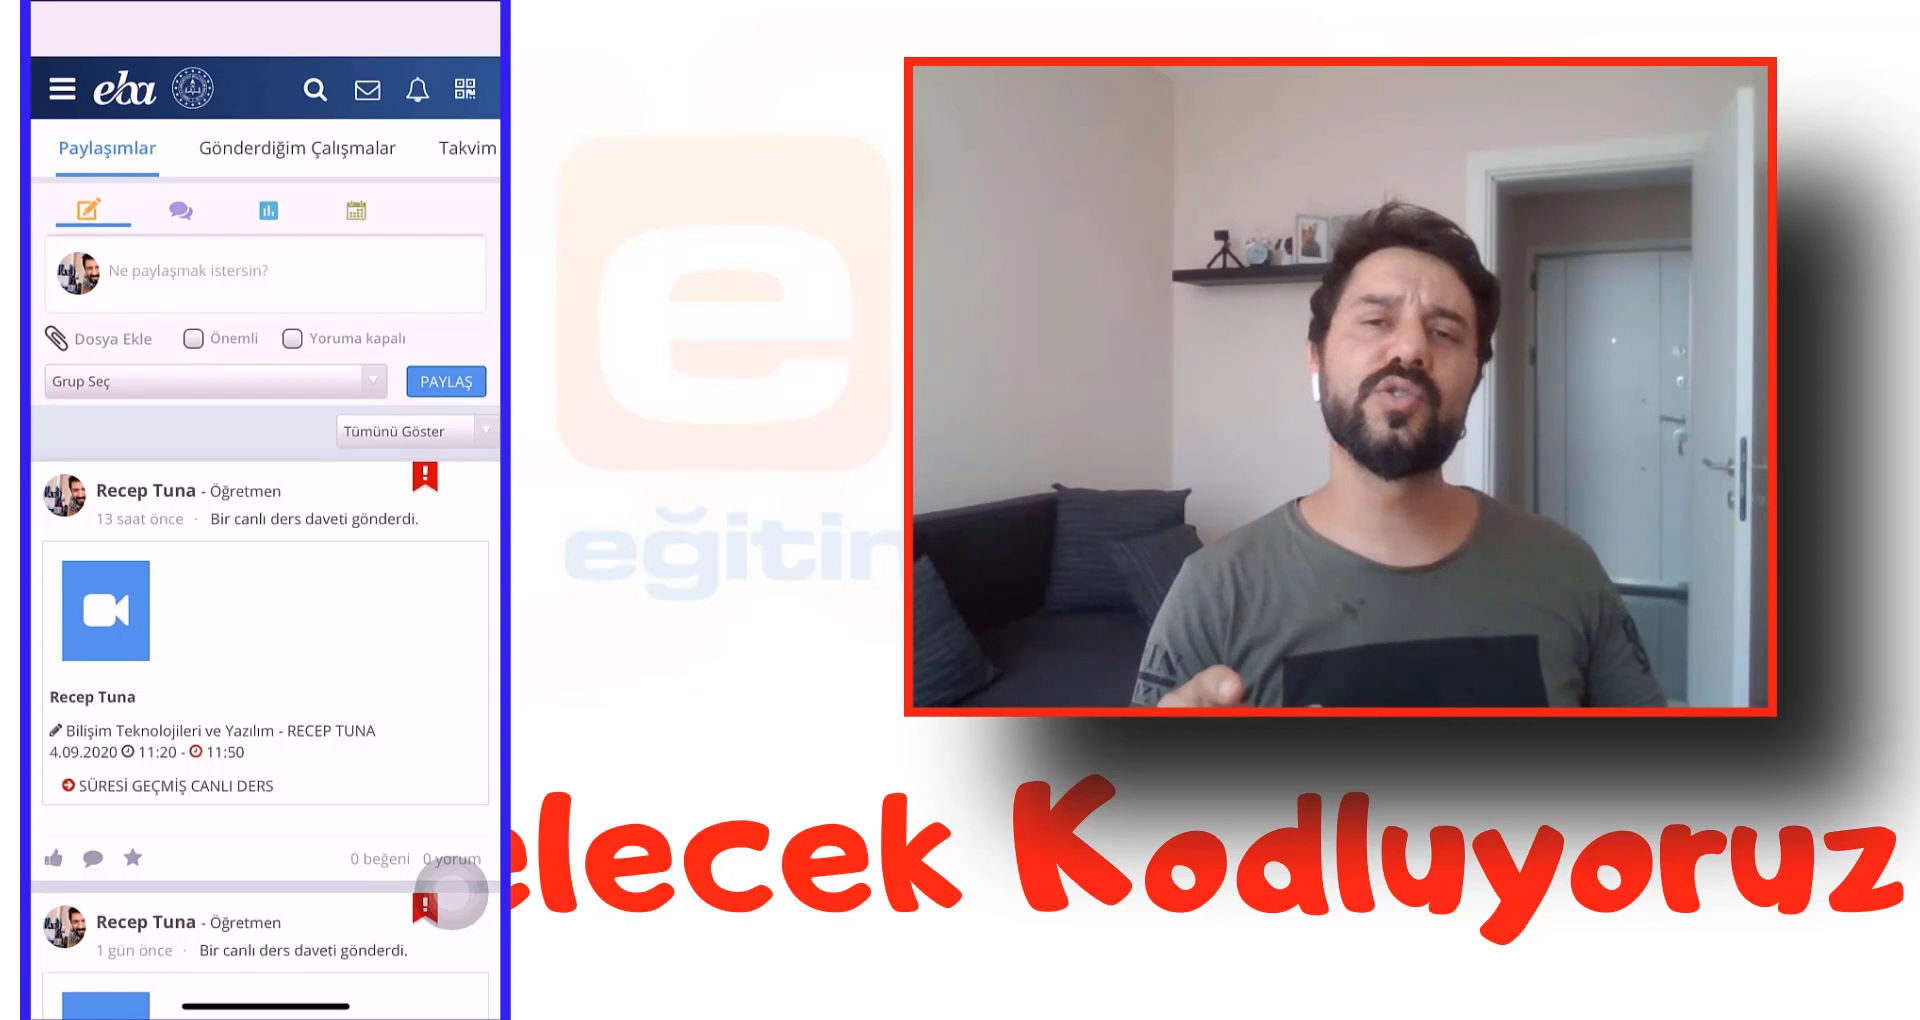 eba
Paylaşımlar Gönderdiğim Çalışmalar Takvim
Ne paylaşmak istersin?
Dosya Ekle Önemli Yoruma kapalı
Grup Seç PAYLAŞ
Tümünü Göster
Recep Tuna - Öğretmen
13 saat önce · Bir canlı ders daveti gönderdi.
Recep Tuna
Bilişim Teknolojileri ve Yazılım - RECEP TUNA
4.09.2020 11:20 - 11:50
SÜRESİ GEÇMİŞ CANLI DERS
0 beğeni 0 yorum
Recep Tuna - Öğretmen
1 gün önce · Bir canlı ders daveti gönderdi.
e
eğitim
elecek Kodluyoruz